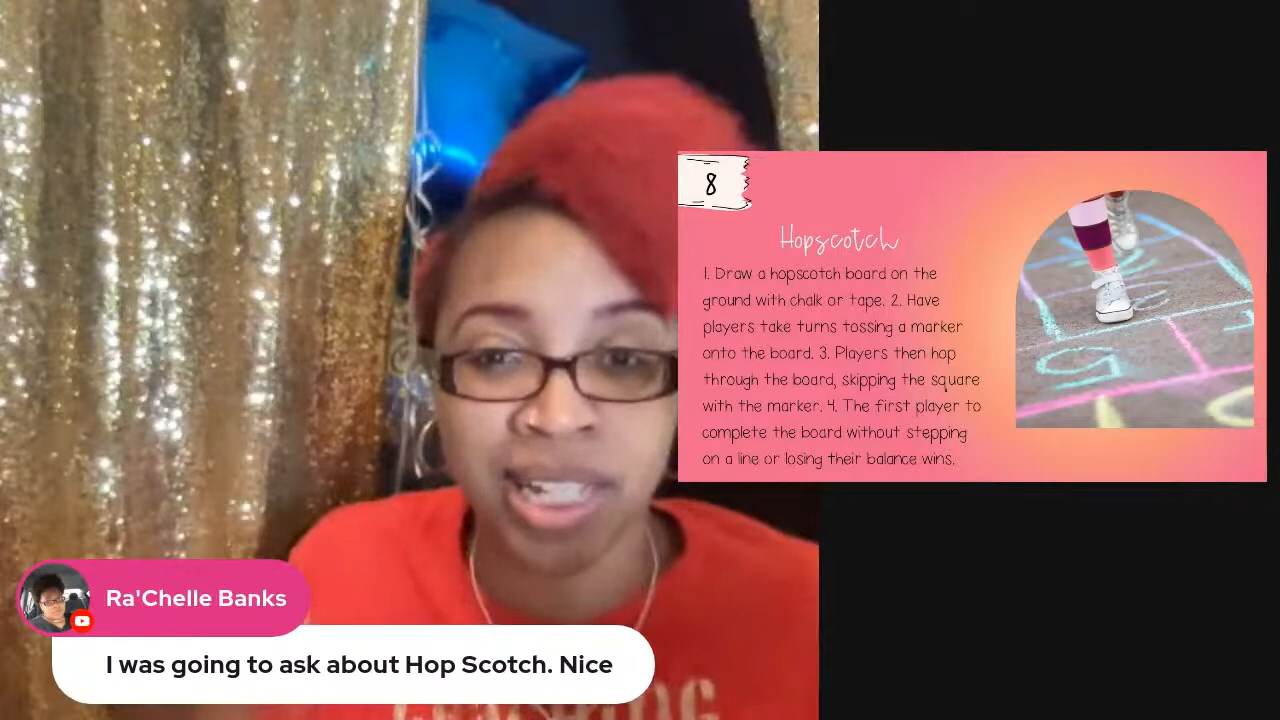 8
Hopscotch
1. Draw a hopscotch board on the
ground with chalk or tape. 2. Have
players take turns tossing a marker
onto the board. 3. Players then hop
through the board, skipping the square
with the marker. 4. The first player to
complete the board without stepping
on a line or losing their balance wins.
Ra'Chelle Banks
I was going to ask about Hop Scotch. Nice